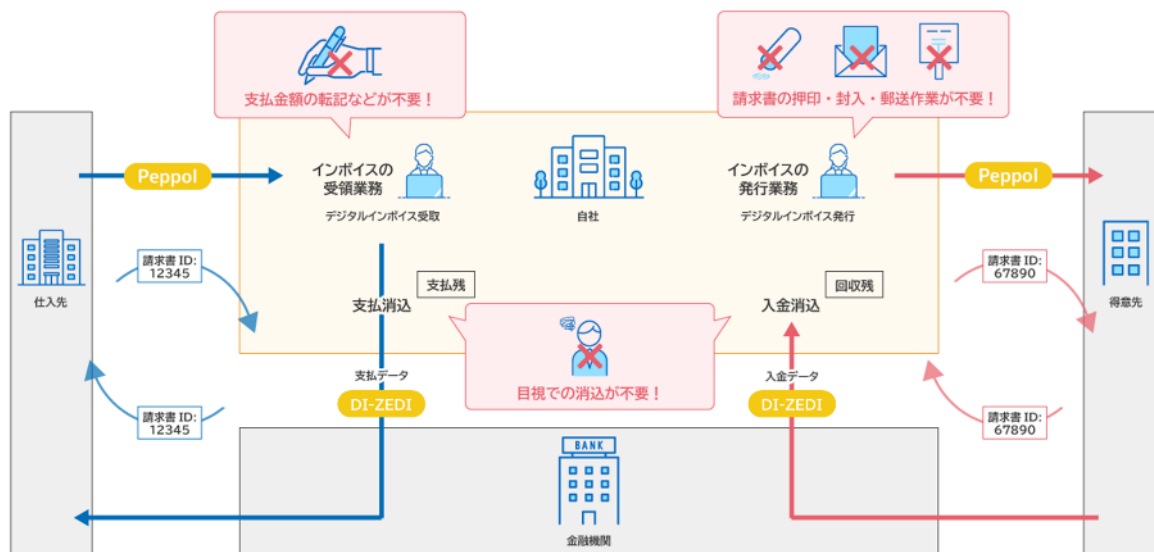 支払金額の転記などが不要！
請求書の押印・封入・郵送作業が不要！
Peppol
インボイスの
受領業務
デジタルインボイス受取
自社
インボイスの
発行業務
デジタルインボイス発行
Peppol
仕入先
請求書 ID:
12345
支払消込
支払残
目視での消込が不要！
入金消込
回収残
請求書 ID:
67890
得意先
請求書 ID:
12345
支払データ
DI-ZEDI
入金データ
DI-ZEDI
請求書 ID:
67890
BANK
金融機関